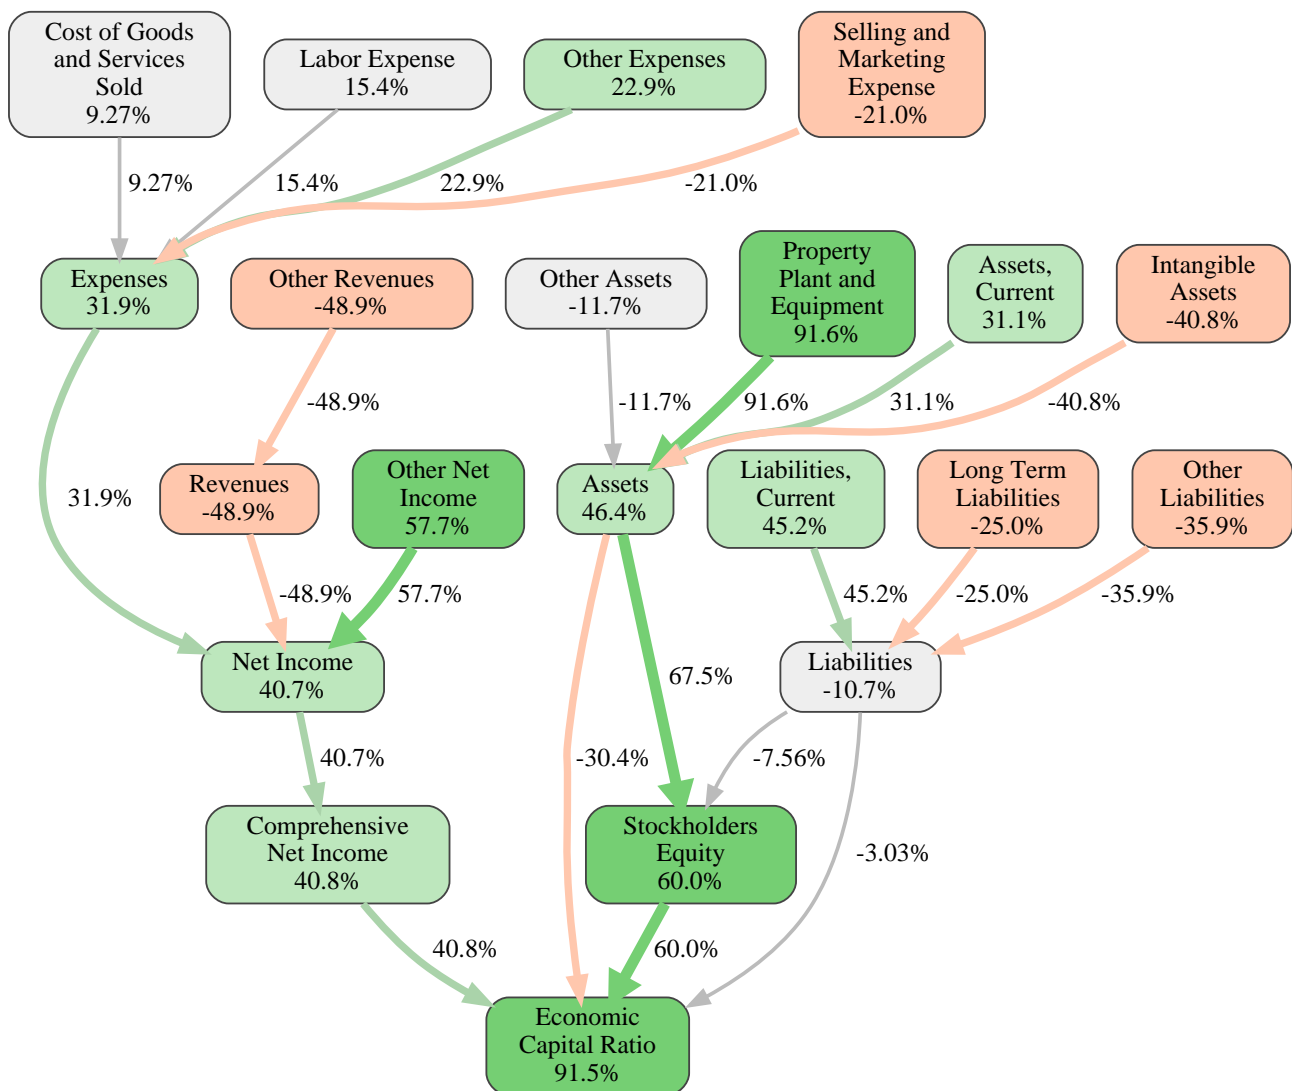 Cost of Goods
and Services
Sold
9.27%
Labor Expense
15.4%
Other Expenses
22.9%
Selling and
Marketing
Expense
-21.0%
9.27%
15.4%
22.9%
-21.0%
Expenses
31.9%
Other Revenues
-48.9%
Other Assets
-11.7%
Property
Plant and
Equipment
91.6%
Assets,
Current
31.1%
Intangible
Assets
-40.8%
-48.9%
-11.7%
91.6%
31.1%
-40.8%
31.9%
Revenues
-48.9%
Other Net
Income
57.7%
Assets
46.4%
Liabilities,
Current
45.2%
Long Term
Liabilities
-25.0%
Other
Liabilities
-35.9%
-48.9%
57.7%
45.2%
-25.0%
-35.9%
Net Income
40.7%
67.5%
Liabilities
-10.7%
40.7%
-30.4%
-7.56%
Comprehensive
Net Income
40.8%
Stockholders
Equity
60.0%
-3.03%
40.8%
60.0%
Economic
Capital Ratio
91.5%